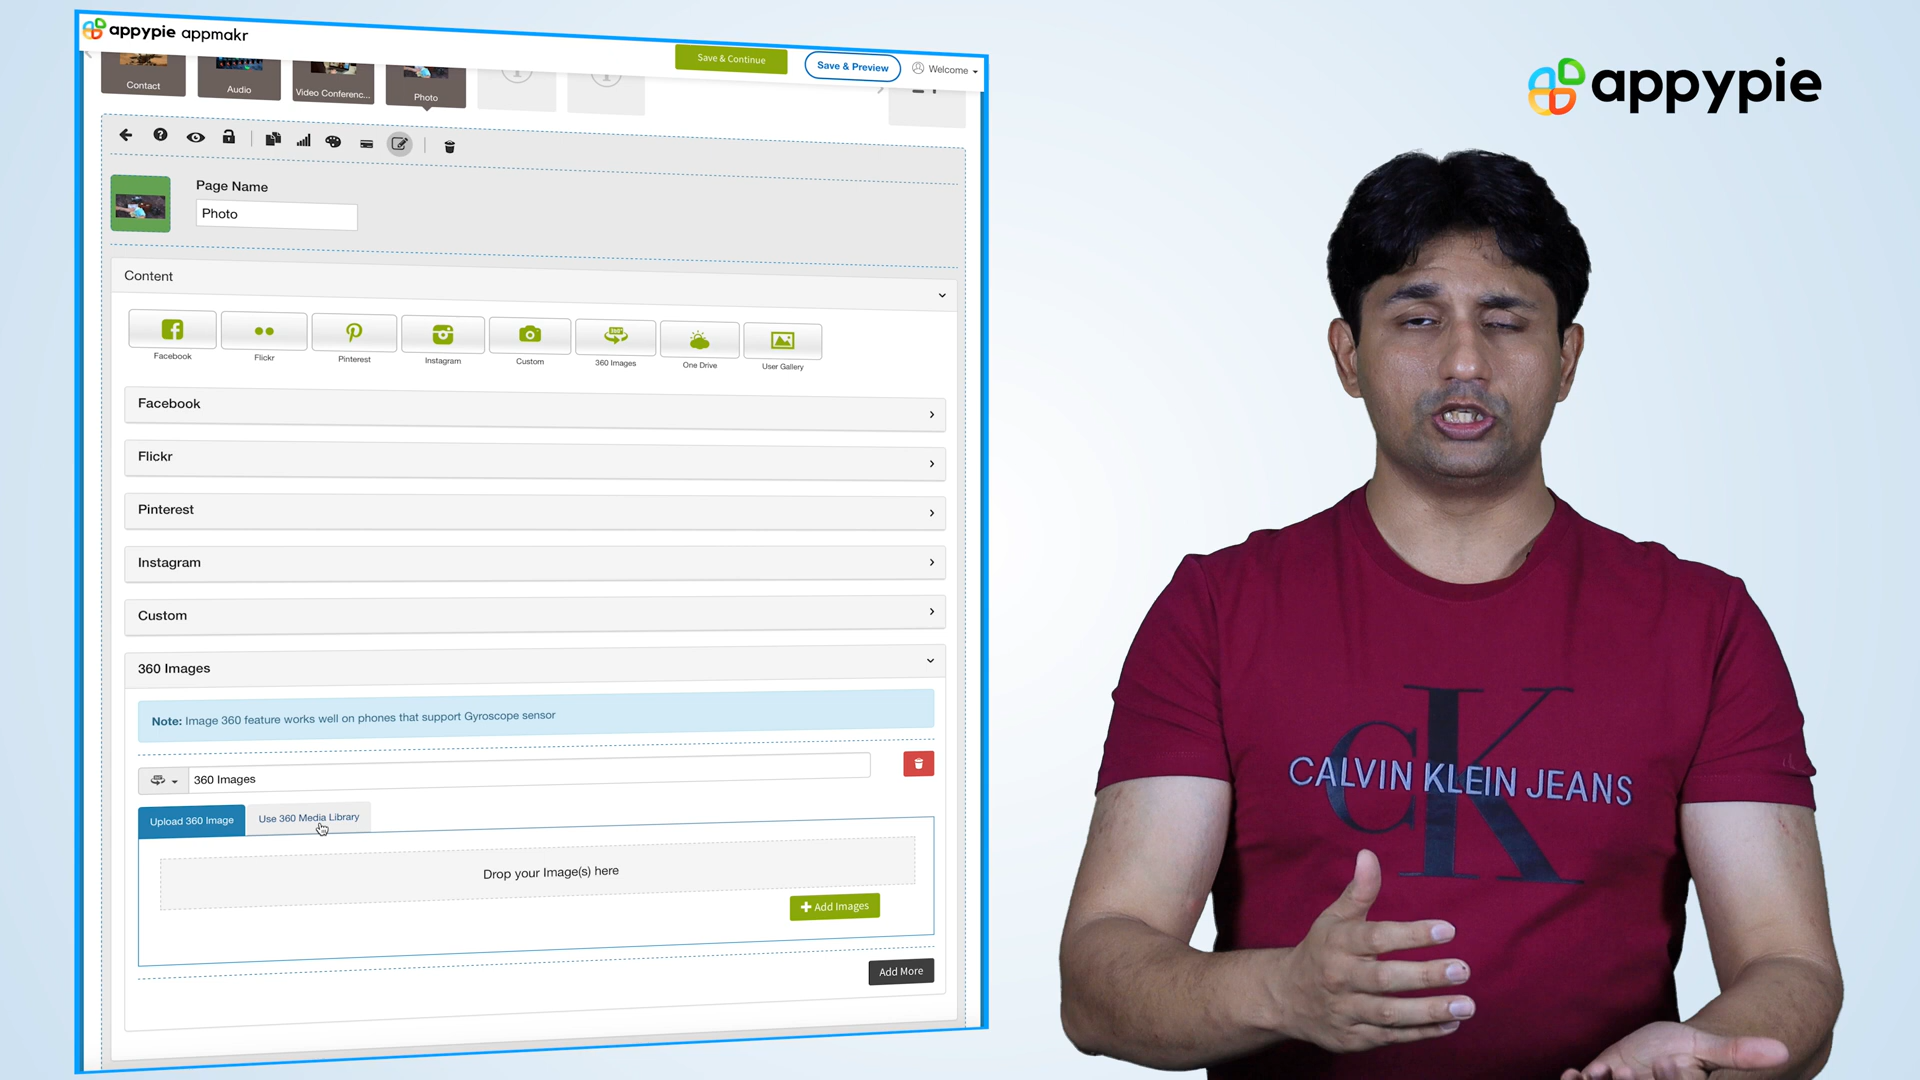 appypie appmakr
Save & Continue
Save & Preview
Welcome
Contact
Audio
Video Conferenc...
Photo
Page Name
Photo
Content
Facebook
Flickr
Pinterest
Instagram
Custom
360 Images
One Drive
User Gallery
Facebook
Flickr
Pinterest
Instagram
Custom
360 Images
Note: Image 360 feature works well on phones that support Gyroscope sensor
360 Images
Upload 360 Image
Use 360 Media Library
Drop your Image(s) here
+ Add Images
Add More
appypie
CK
CALVIN KLEIN JEANS